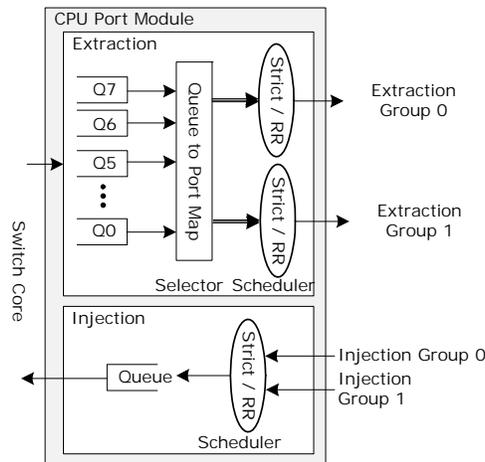 CPU Port Module
Extraction
Q7
Q6
Q5
Q0
Queue to Port Map
Strict / RR
Strict / RR
Extraction
Group 0
Extraction
Group 1
Selector
Scheduler
Switch Core
Injection
Queue
Strict / RR
Scheduler
Injection Group 0
Injection
Group 1